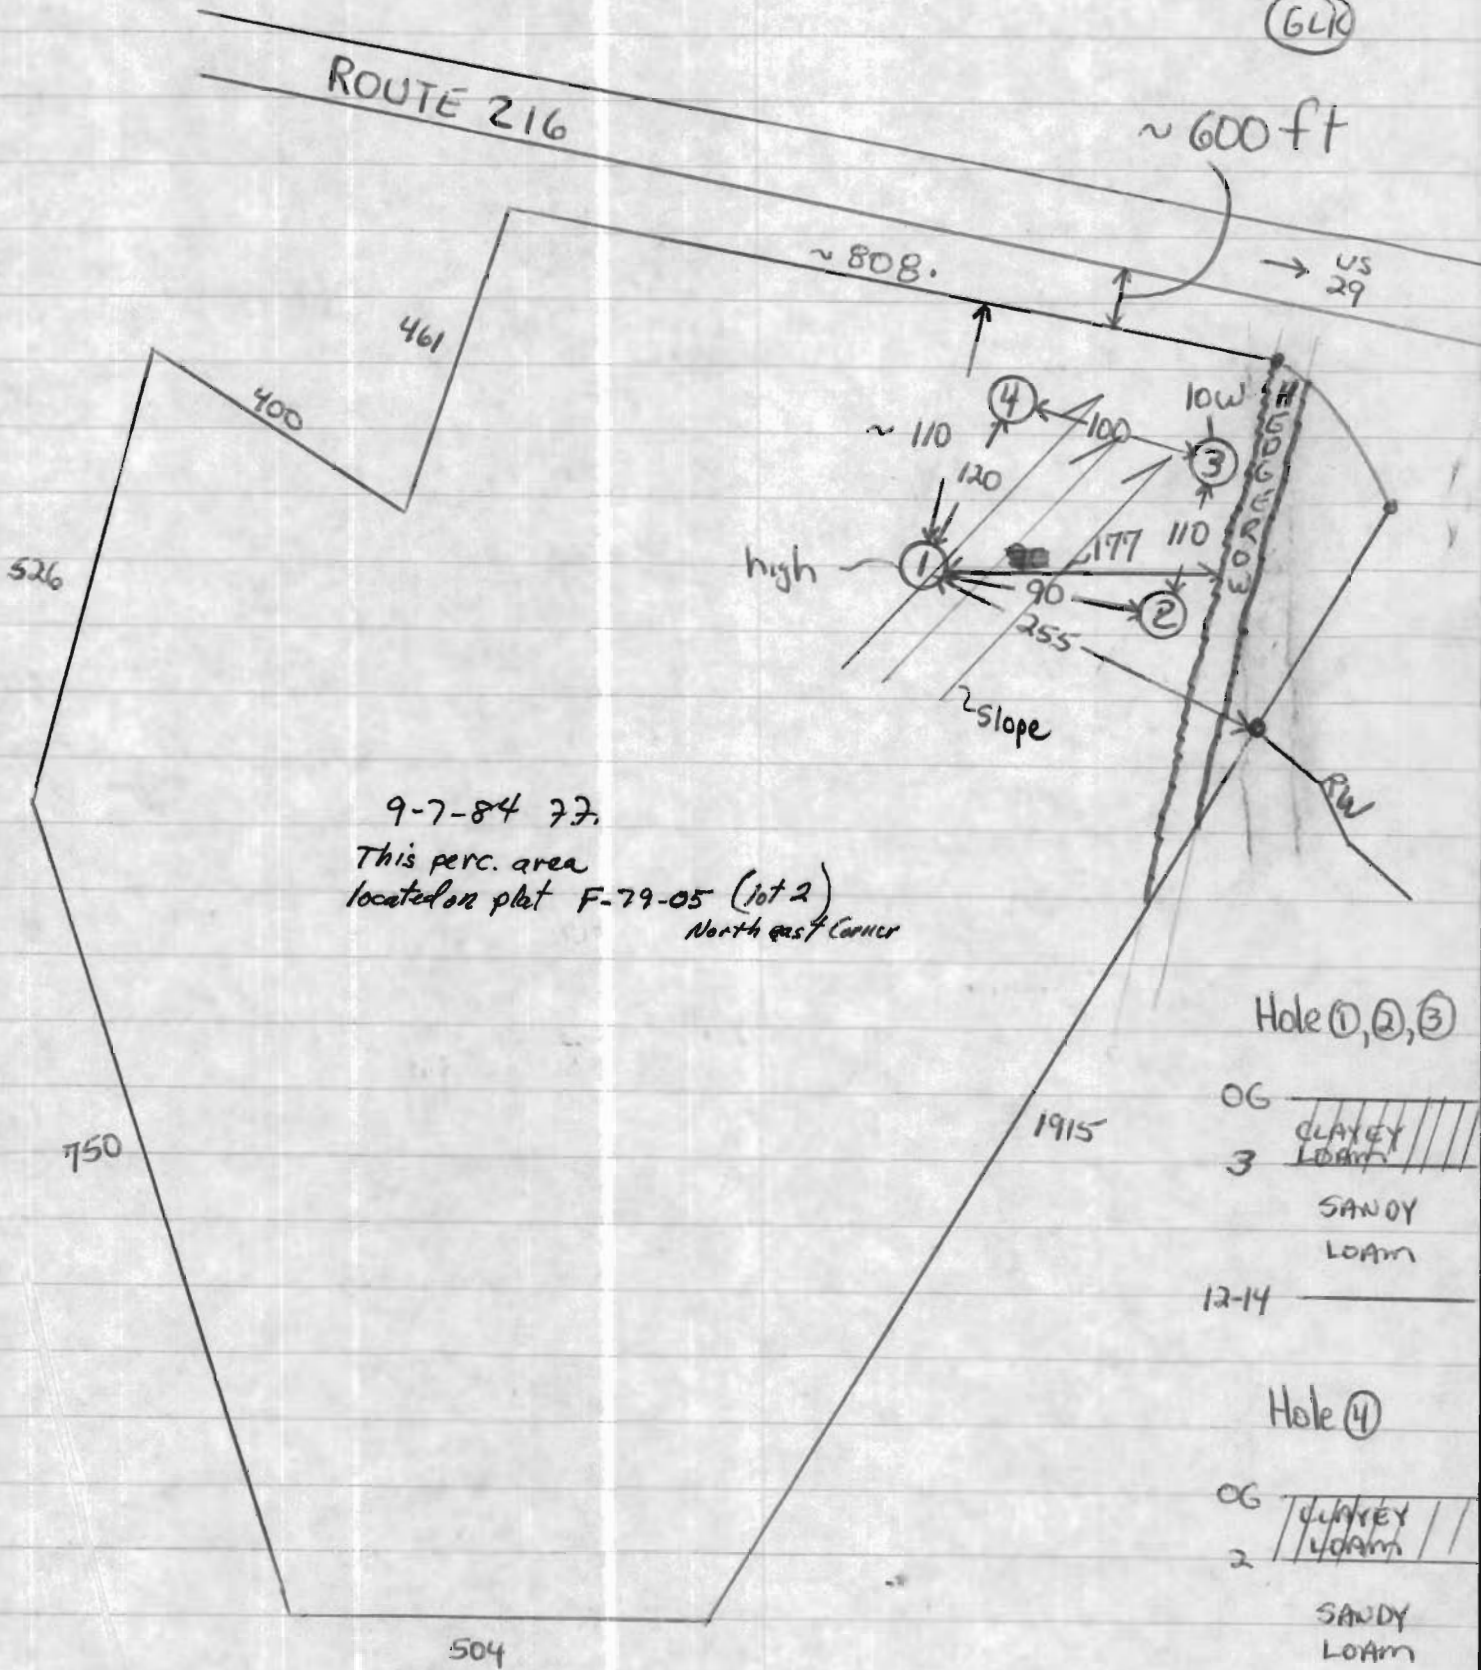 GLK
ROUTE 216
~ 600 ft
~ 808.
→ US
29
461
400
④
100
10W
③
~ 110
120
HEDGEROW
110
177
high
①
90
②
526
255
slope
RW
9-7-84
This perc. area
located on plat F-79-05 (lot 2)
North east Corner
Hole ①,②,③
OG
CLAYEY
LOAM
3
SANDY
LOAM
12-14
750
1915
Hole ④
OG
CLAYEY
LOAM
2
SANDY
LOAM
504